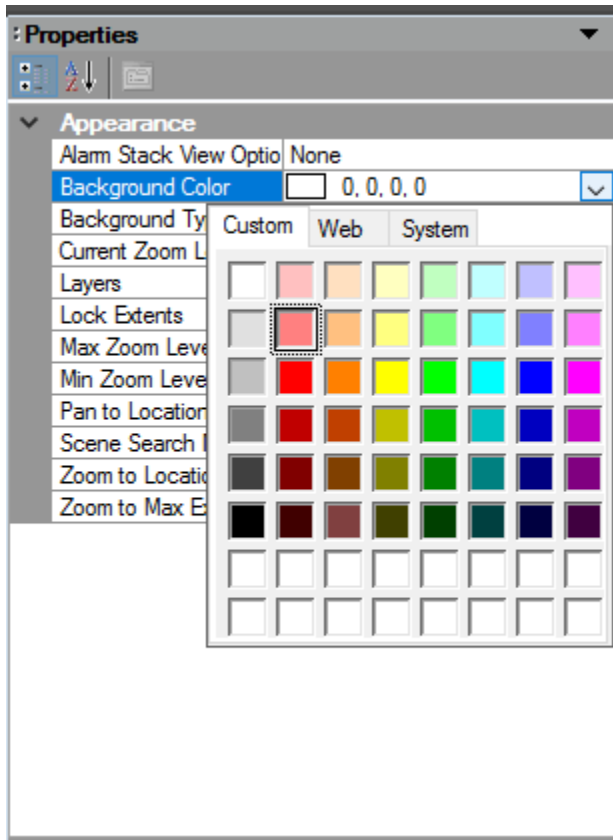 Properties
Appearance
Alarm Stack View Optio None
Background Color 0, 0, 0, 0
Background Ty
Custom Web System
Current Zoom L
Layers
Lock Extents
Max Zoom Leve
Min Zoom Leve
Pan to Location
Scene Search
Zoom to Locatio
Zoom to Max Ex